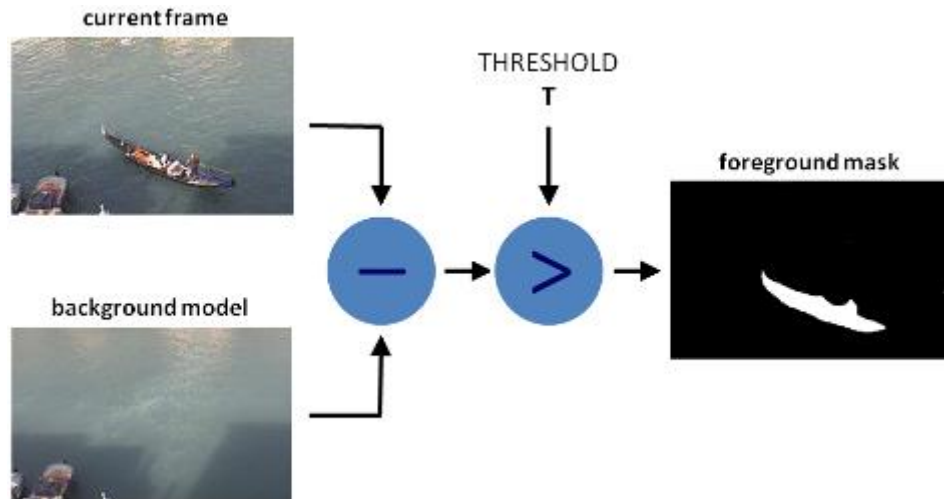 current frame
THRESHOLD
T
foreground mask
−
>
background model